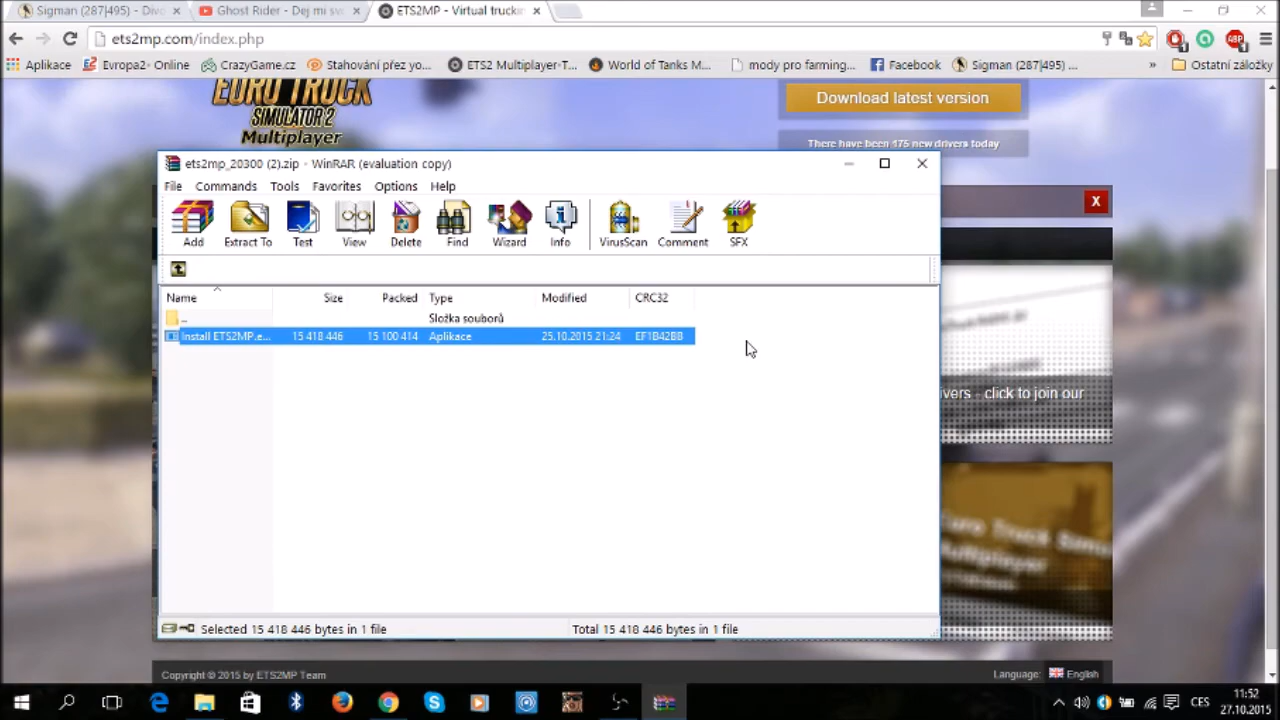 Sigman (287|495) - Divo
Ghost Rider - Dej mi sv
ETS2MP - Virtual truckin
ets2mp.com/index.php
Aplikace
Evropa2- Online
CrazyGame.cz
Stahování přez yo...
ETS2 Multiplayer-T...
World of Tanks M...
mody pro farming...
Facebook
Sigman (287|495) ...
»
Ostatní záložky
EURO TRUCK
SIMULATOR 2
Multiplayer
Download latest version
There have been 175 new drivers today
X
ets2mp_20300 (2).zip - WinRAR (evaluation copy)
File Commands Tools Favorites Options Help
Add Extract To Test View Delete Find Wizard Info VirusScan Comment SFX
Name Size Packed Type Modified CRC32
.. Složka souborů
Install ETS2MP.e... 15 418 446 15 100 414 Aplikace 25.10.2015 21:24 EF1B42BB
ivers - click to join our
Euro Truck Simu
Selected 15 418 446 bytes in 1 file
Total 15 418 446 bytes in 1 file
Copyright © 2015 by ETS2MP Team
Language: English
CES
11:52
27.10.2015